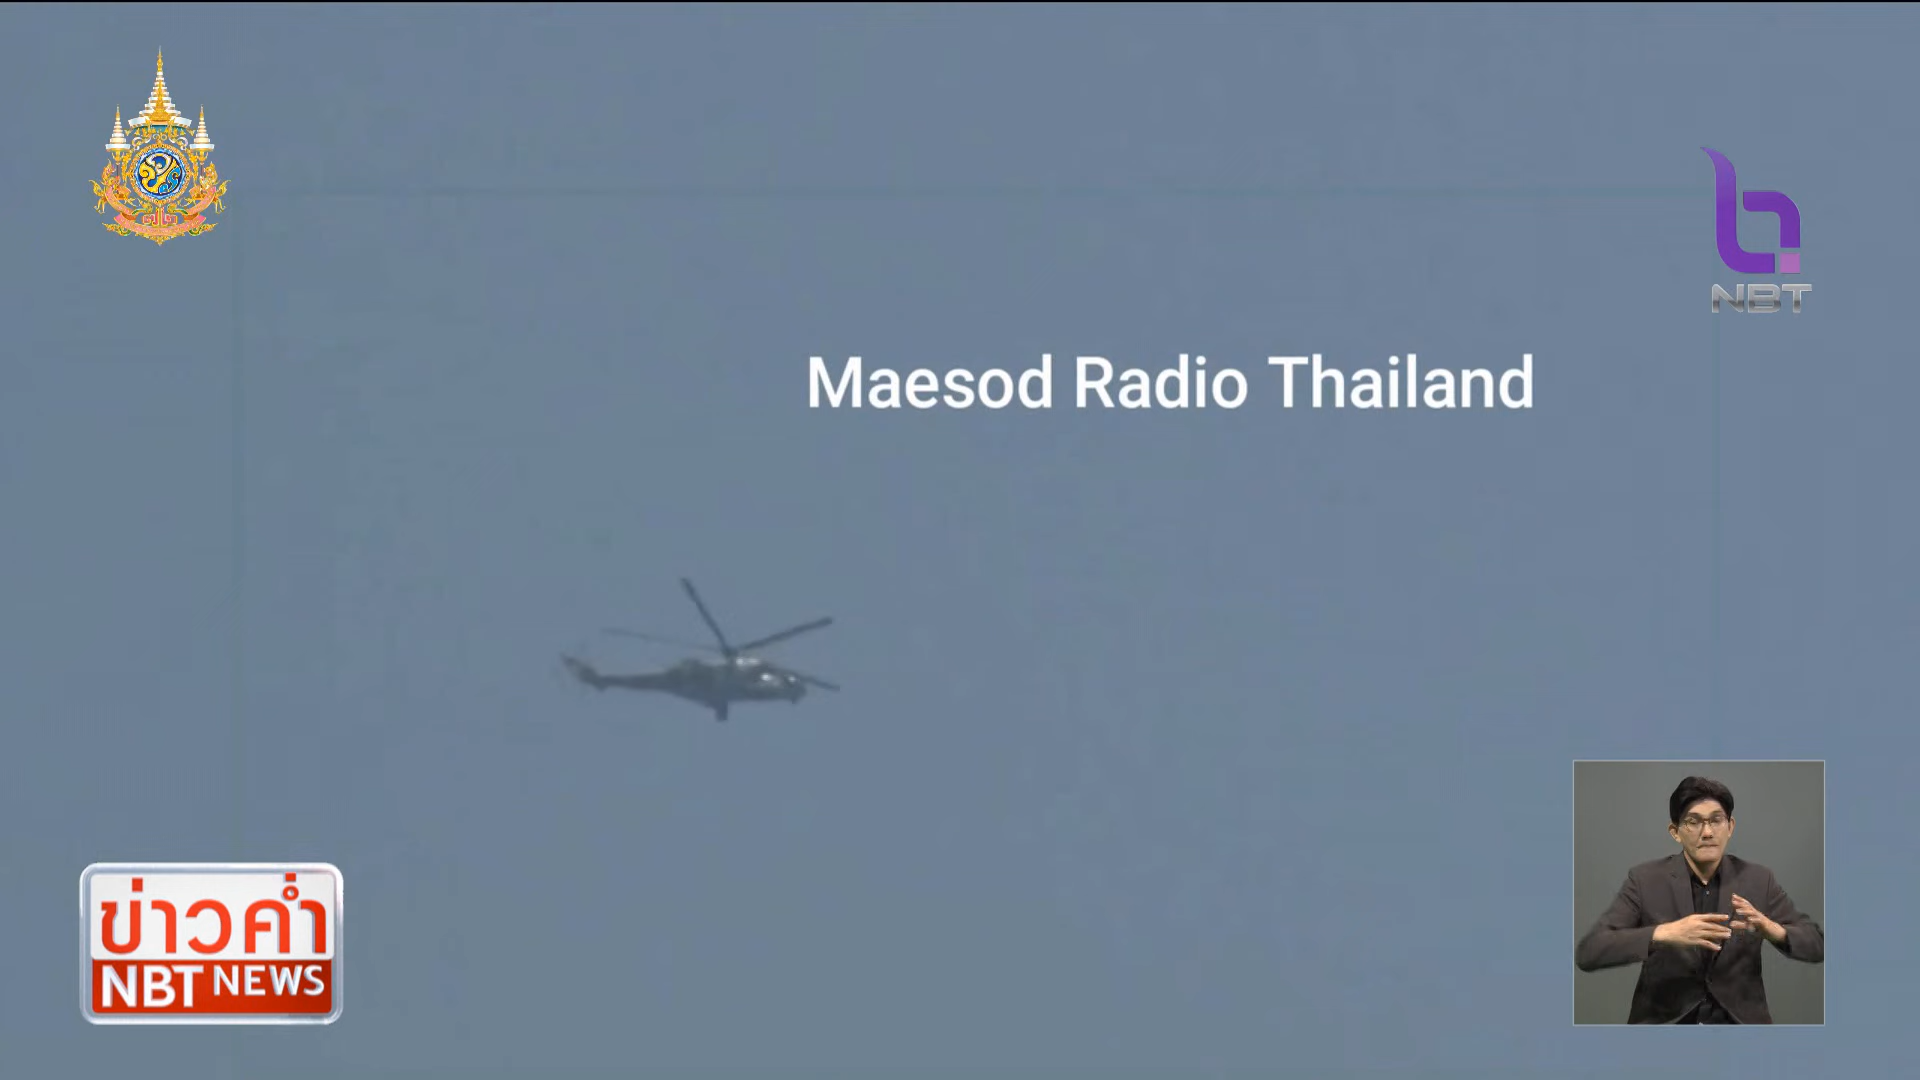 NBT
Maesod Radio Thailand
ข่าวค่ำ
NBT NEWS